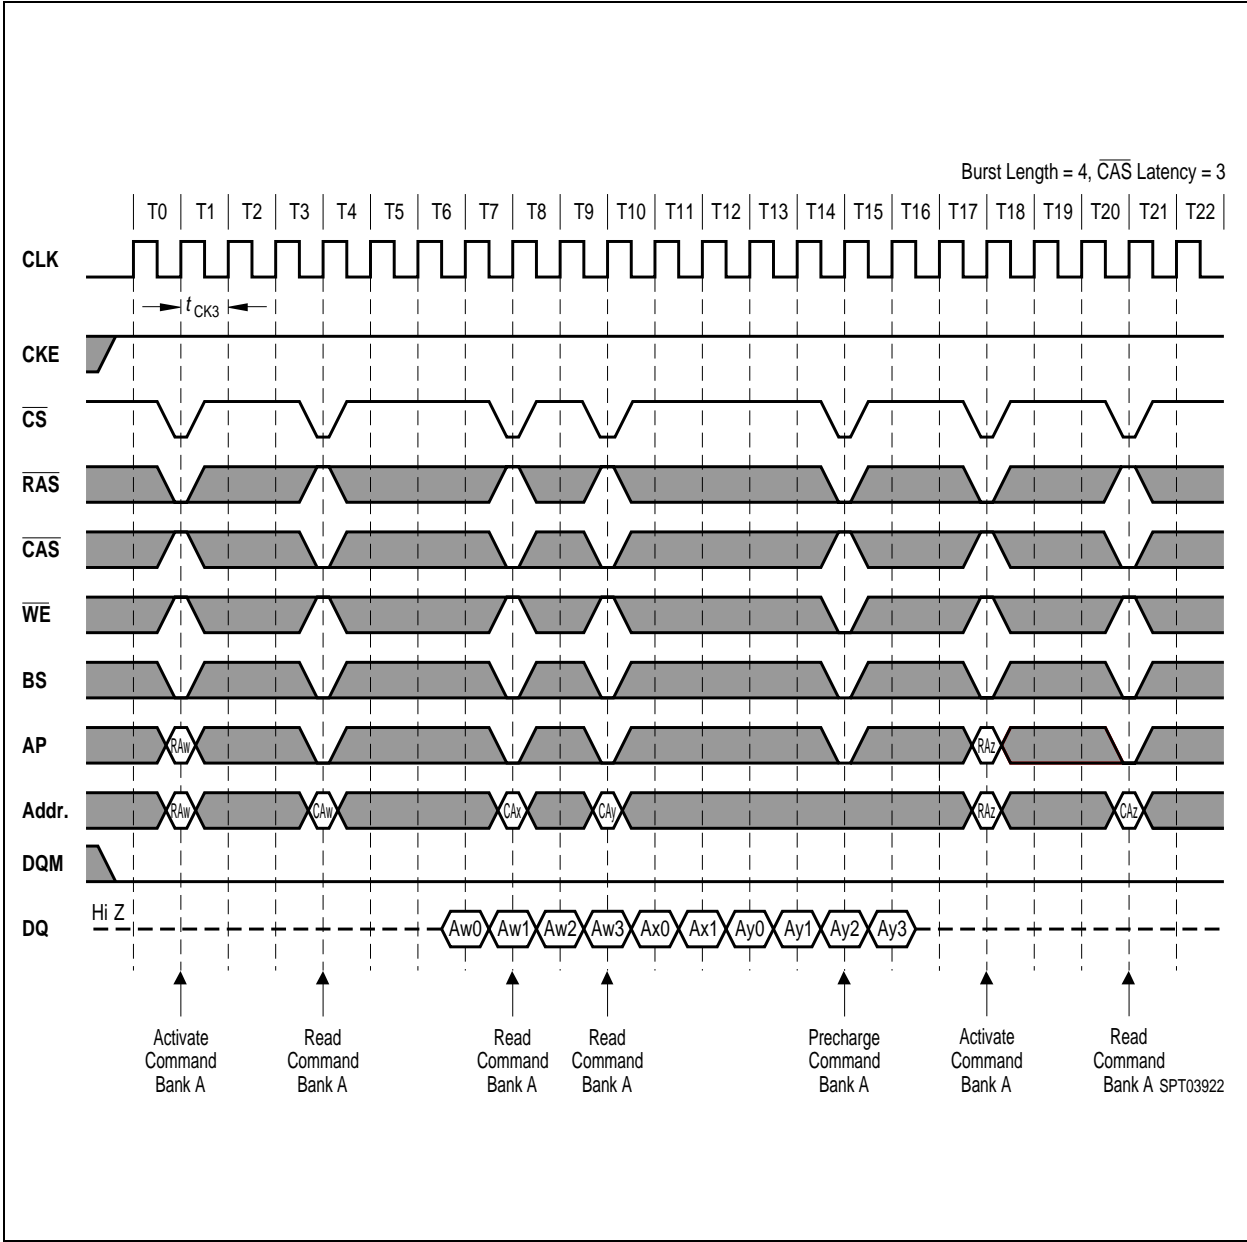 Burst Length = 4, CAS Latency = 3
T0 T1 T2 T3 T4 T5 T6 T7 T8 T9 T10 T11 T12 T13 T14 T15 T16 T17 T18 T19 T20 T21 T22
CLK
t CK3
CKE
CS
RAS
CAS
WE
BS
AP RAw RAz
Addr. RAw CAw CAx CAy RAz CAz
DQM
Hi Z
DQ Aw0 Aw1 Aw2 Aw3 Ax0 Ax1 Ay0 Ay1 Ay2 Ay3
Activate Read Read Read Precharge Activate Read
Command Command Command Command Command Command Command
Bank A Bank A Bank A Bank A Bank A Bank A Bank A SPT03922